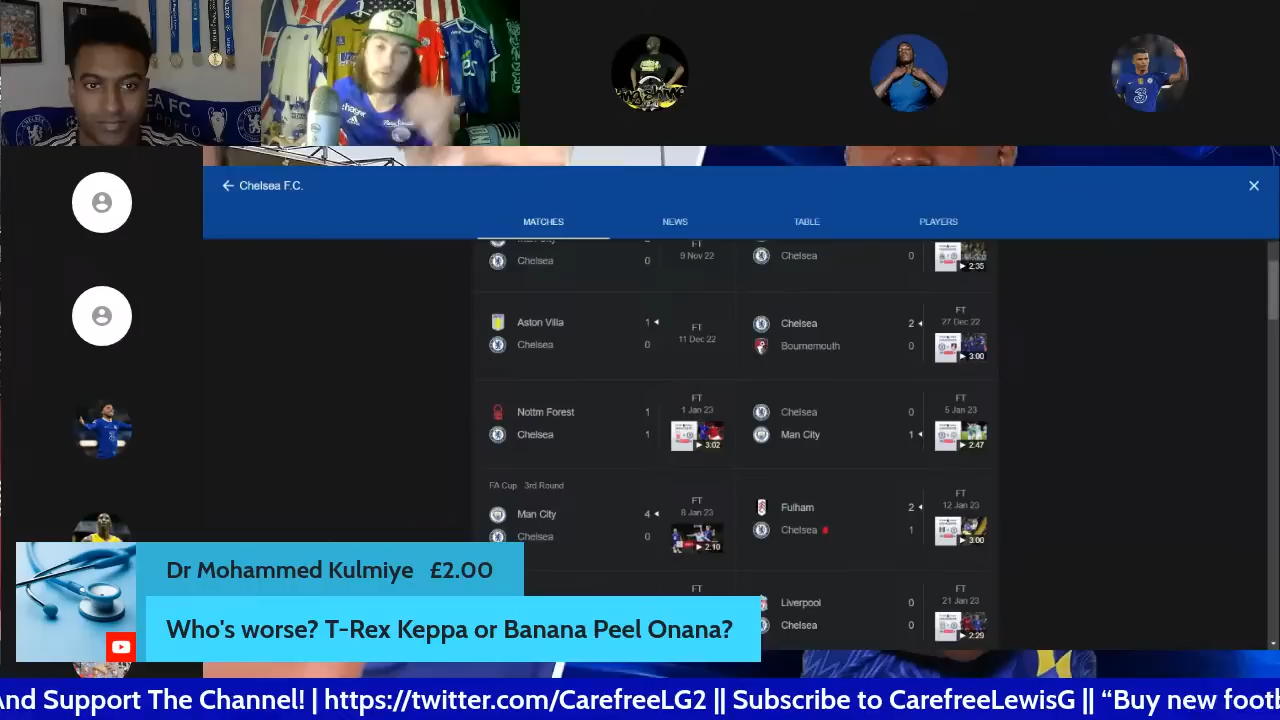 Chelsea F.C.
MATCHES NEWS TABLE PLAYERS
Chelsea 0
FT
9 Nov 22
Chelsea 0
2:35
Aston Villa 1
Chelsea 0
FT
11 Dec 22
Chelsea 2
Bournemouth 0
FT
27 Dec 22
3:00
Nottm Forest 1
Chelsea 1
FT
1 Jan 23
3:02
Chelsea 0
Man City 1
FT
5 Jan 23
2:47
FA Cup 3rd Round
Man City 4
Chelsea 0
FT
8 Jan 23
2:10
Fulham 2
Chelsea 1
FT
12 Jan 23
3:00
FT
Liverpool 0
Chelsea 0
FT
21 Jan 23
2:29
Dr Mohammed Kulmiye £2.00
Who's worse? T-Rex Keppa or Banana Peel Onana?
And Support The Channel! | https://twitter.com/CarefreeLG2 || Subscribe to CarefreeLewisG || “Buy new footb